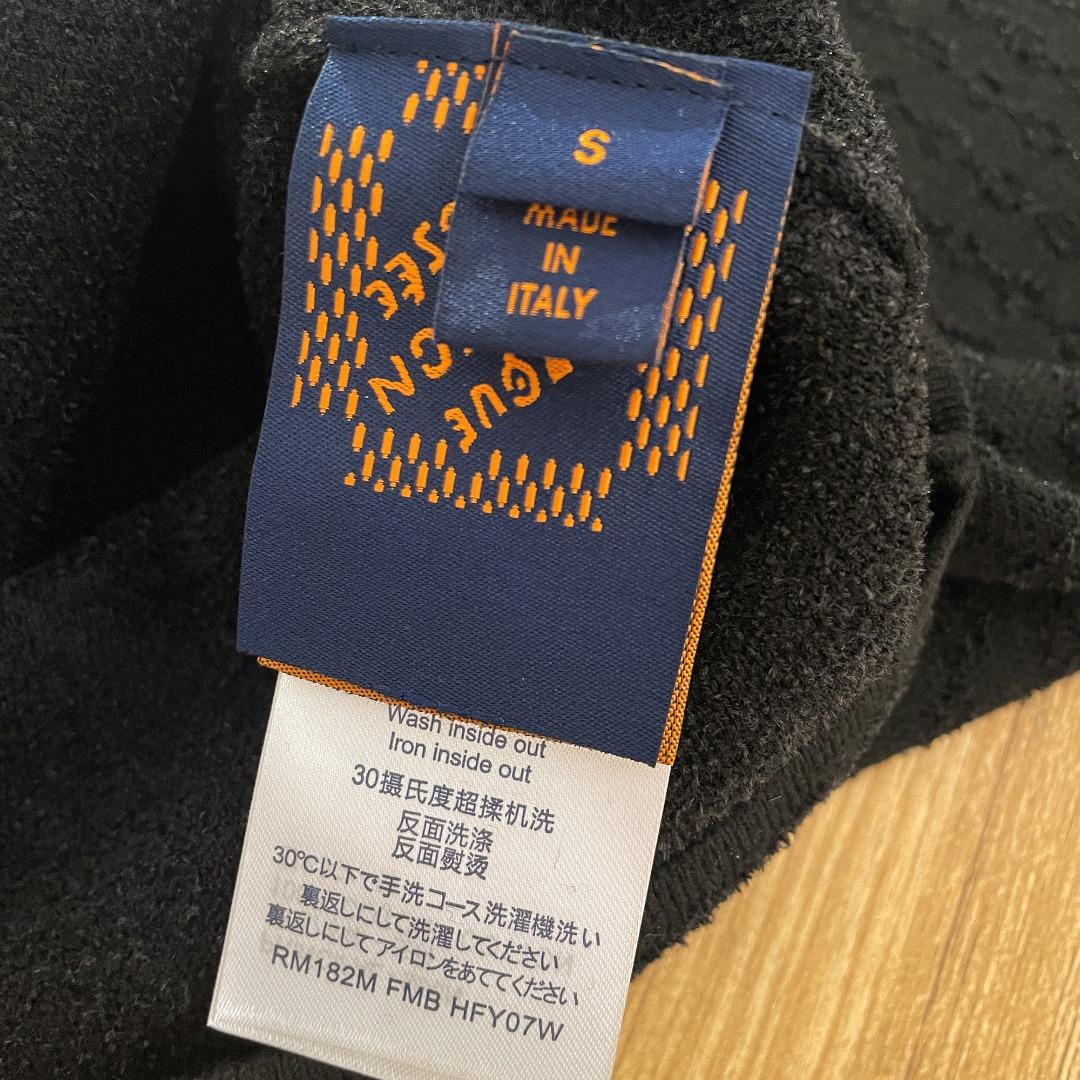 S
MADE
IN
ITALY
Wash inside out
Iron inside out
30摄氏度超揉机洗
反面洗涤
反面熨烫
30℃以下で手洗コース洗濯機洗い
裏返しにして洗濯してください
裏返しにしてアイロンをあててください
RM182M FMB HFY07W